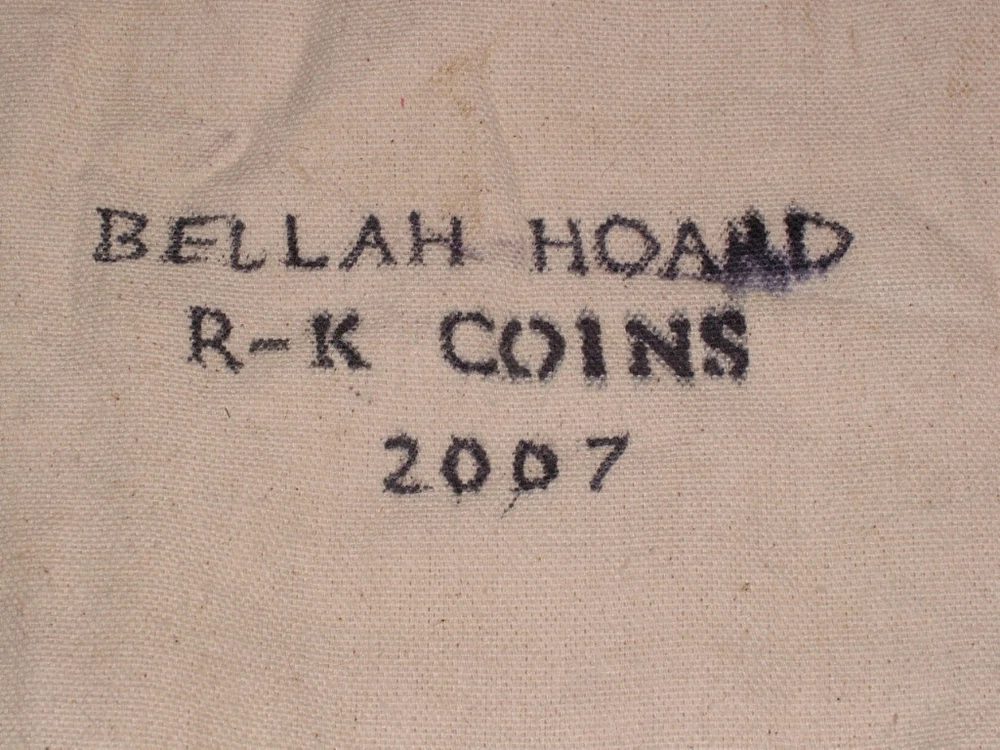 BELLAH HOARD
R-K COINS
2007